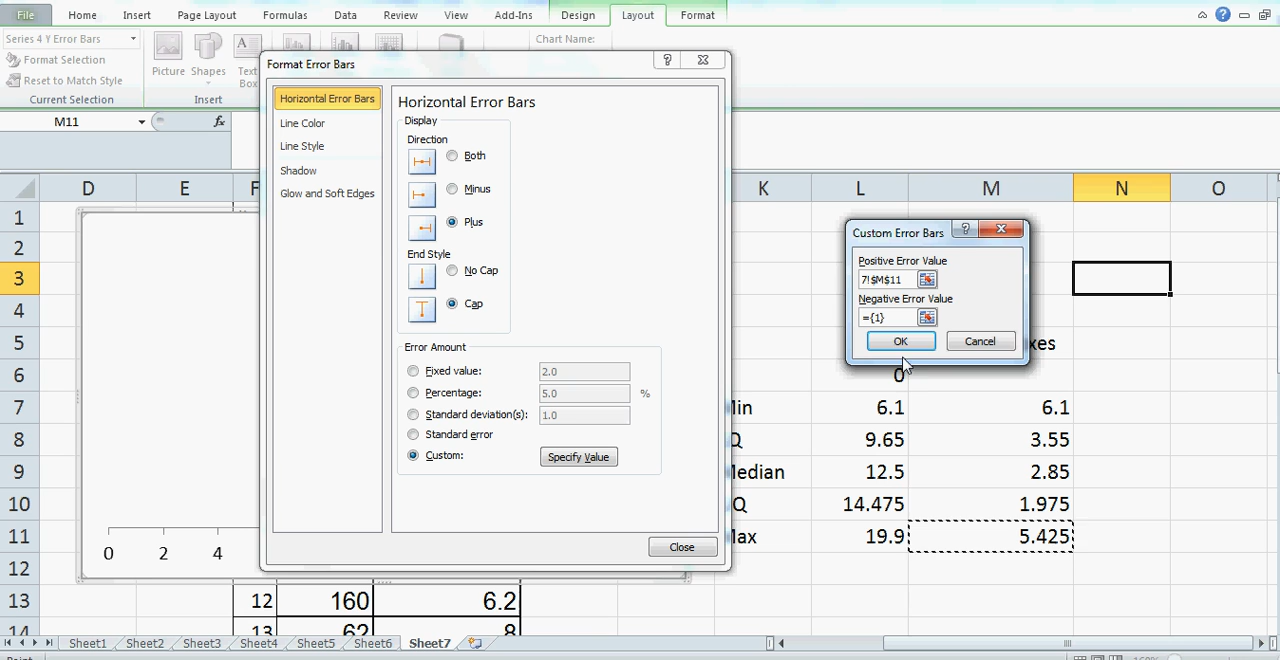 File Home Insert Page Layout Formulas Data Review View Add-Ins Design Layout Format
Series 4 Y Error Bars
Format Selection
Reset to Match Style
Current Selection
Picture Shapes Text
Box
Insert
Chart Name:
M11 fx
Format Error Bars
Horizontal Error Bars
Line Color
Line Style
Shadow
Glow and Soft Edges
Horizontal Error Bars
Display
Direction
Both
Minus
Plus
End Style
No Cap
Cap
Error Amount
Fixed value: 2.0
Percentage: 5.0 %
Standard deviation(s): 1.0
Standard error
Custom: Specify Value
Close
Custom Error Bars
Positive Error Value
7!$M$11
Negative Error Value
={1}
OK Cancel
D E F K L M N O
1
2
3
4
5 xes
6 0
7 Min 6.1 6.1
8 Q 9.65 3.55
9 Median 12.5 2.85
10 Q 14.475 1.975
11 Max 19.9 5.425
0 2 4
12
13 12 160 6.2
14 13 62 8
Sheet1 Sheet2 Sheet3 Sheet4 Sheet5 Sheet6 Sheet7
Point 160%